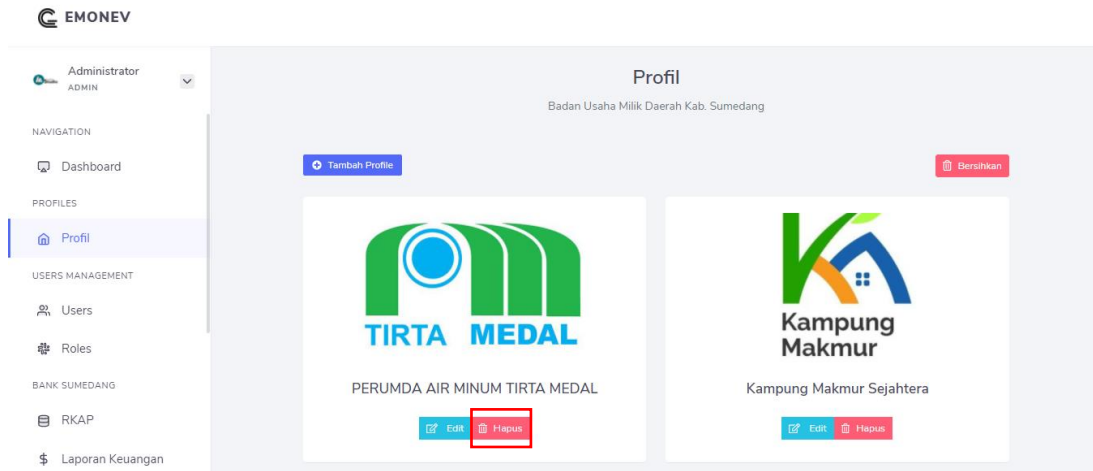 EMONEV
Administrator
ADMIN
NAVIGATION
Dashboard
PROFILES
Profil
USERS MANAGEMENT
Users
Roles
BANK SUMEDANG
RKAP
Laporan Keuangan
Profil
Badan Usaha Milik Daerah Kab. Sumedang
Tambah Profile
Bersihkan
TIRTA MEDAL
PERUMDA AIR MINUM TIRTA MEDAL
Edit Hapus
Kampung
Makmur
Kampung Makmur Sejahtera
Edit Hapus